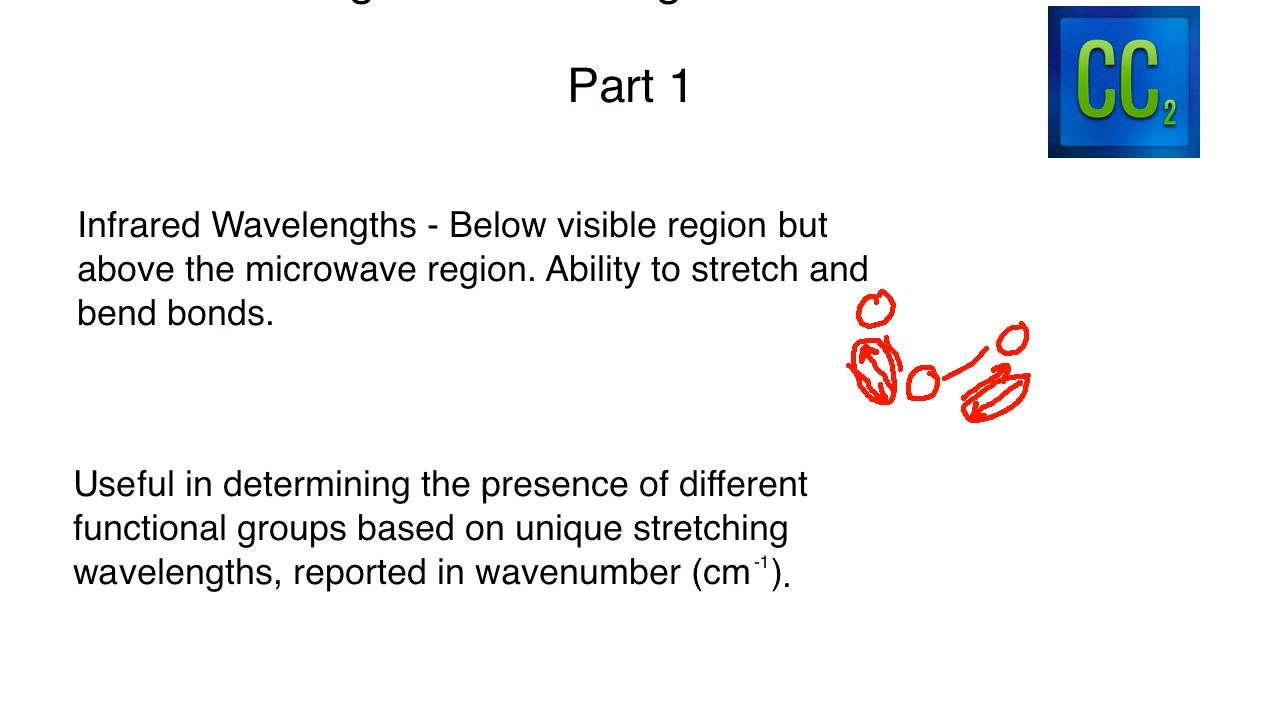 Part 1
CC2
Infrared Wavelengths - Below visible region but
above the microwave region. Ability to stretch and
bend bonds.
Useful in determining the presence of different
functional groups based on unique stretching
wavelengths, reported in wavenumber (cm⁻¹).